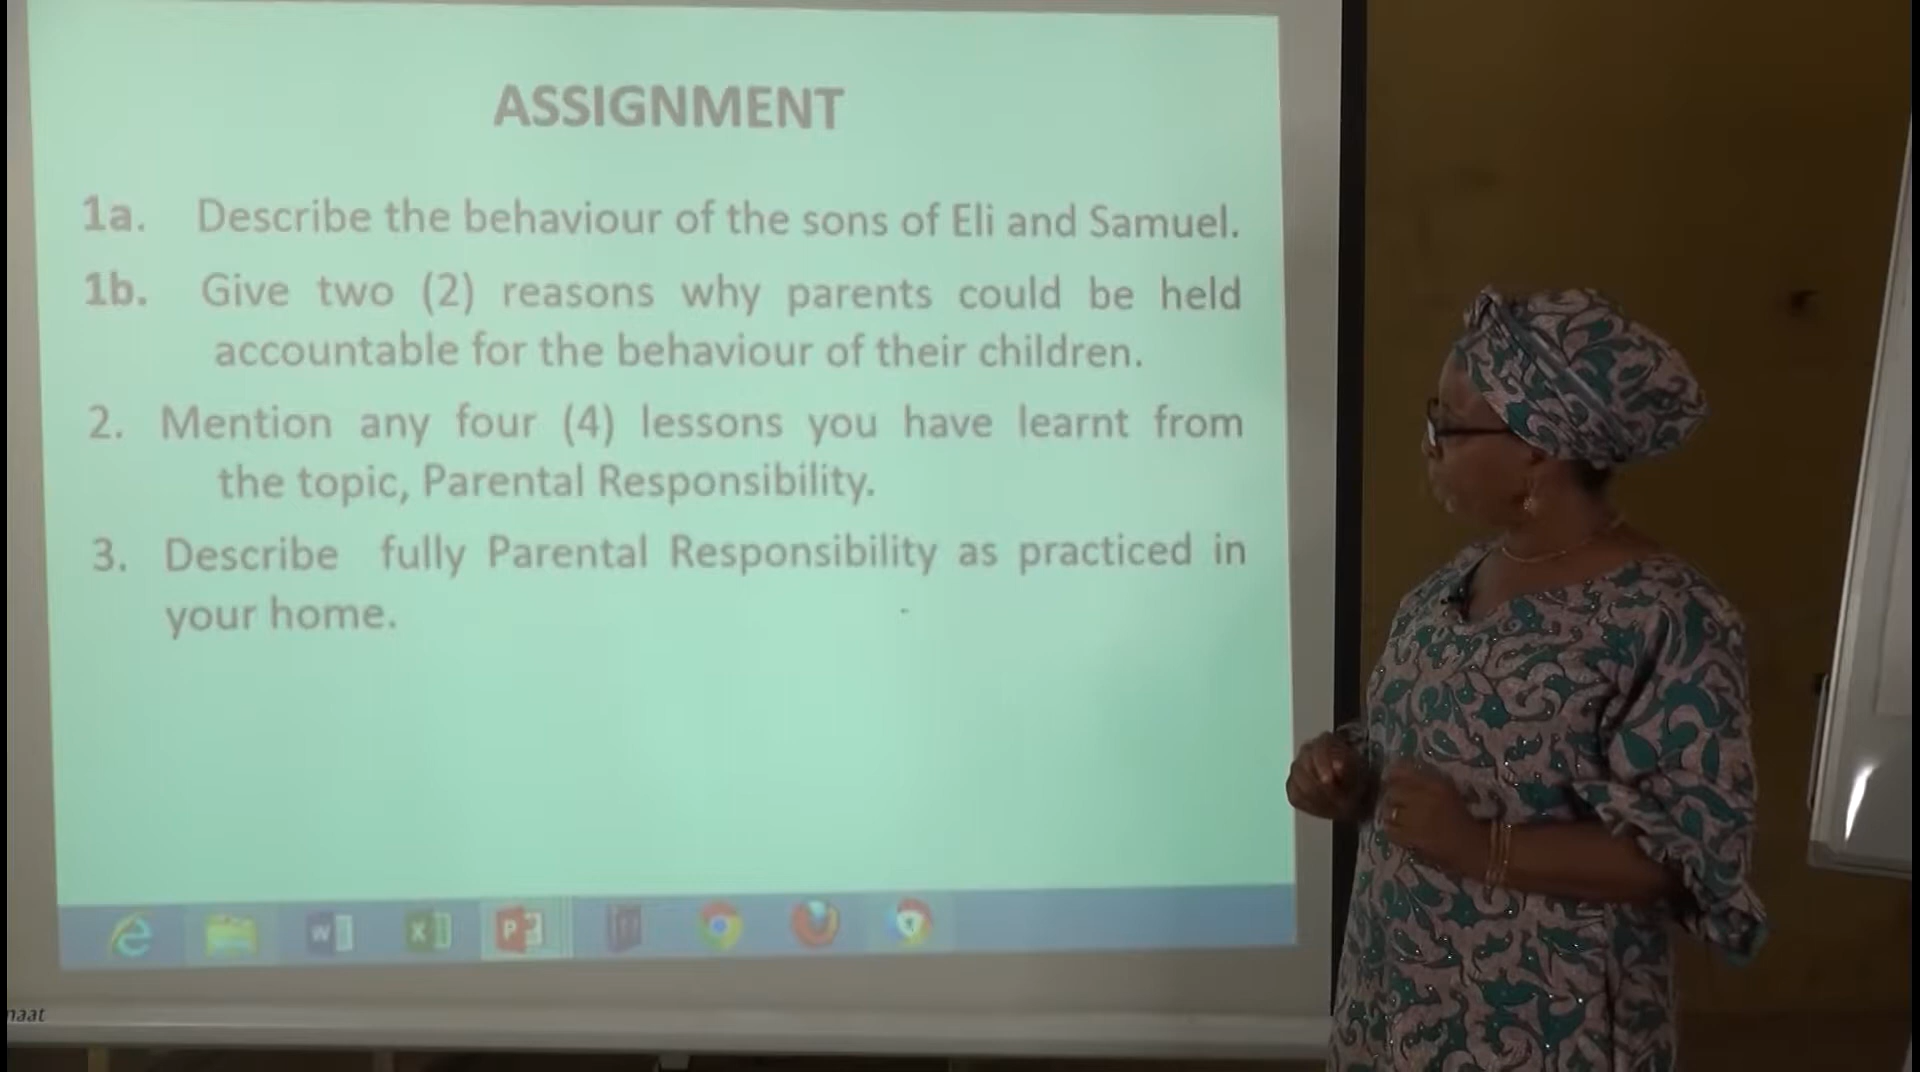 ASSIGNMENT
1a. Describe the behaviour of the sons of Eli and Samuel.
1b. Give two (2) reasons why parents could be held
accountable for the behaviour of their children.
2. Mention any four (4) lessons you have learnt from
the topic, Parental Responsibility.
3. Describe fully Parental Responsibility as practiced in
your home.